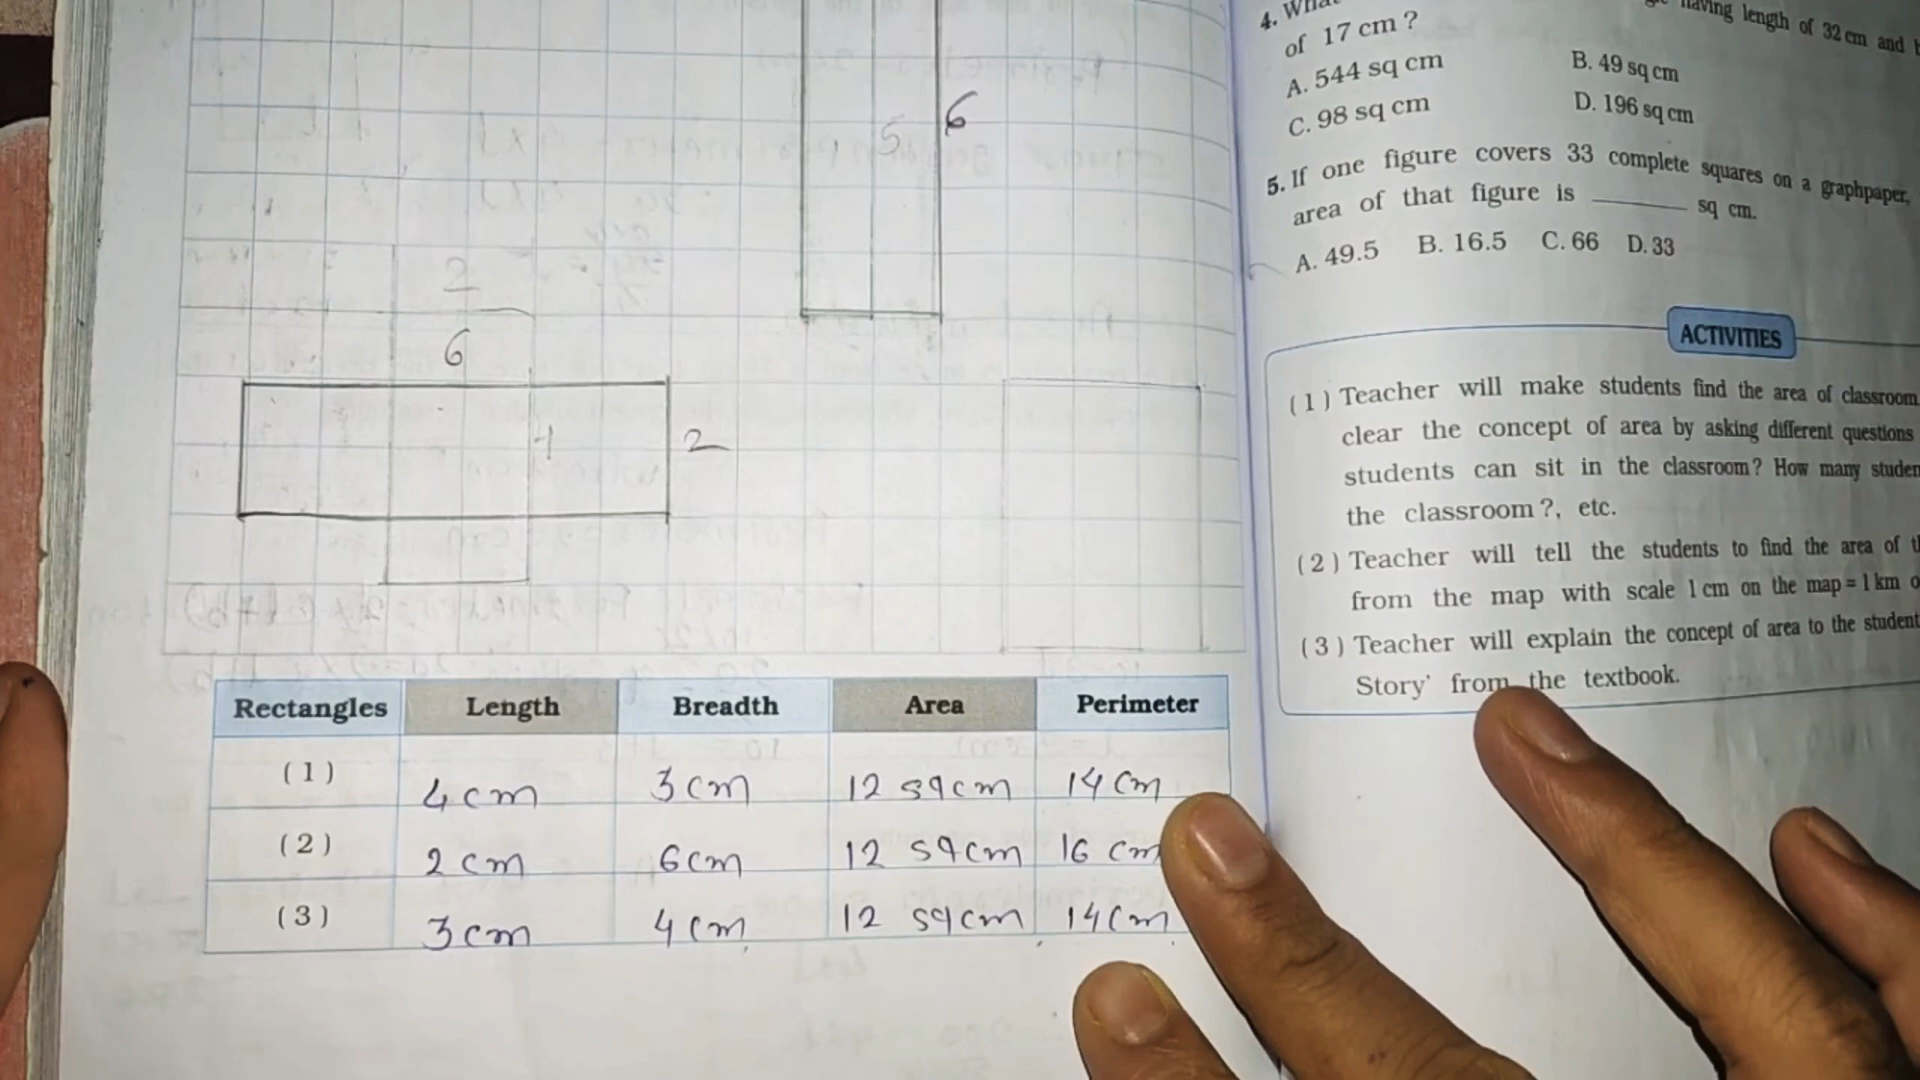 6
5
2
6
1
2
Rectangles Length Breadth Area Perimeter
(1) 4cm 3cm 12 sqcm 14cm
(2) 2cm 6cm 12 sqcm 16 cm
(3) 3cm 4cm 12 sqcm 14cm
4. What
having length of 32 cm and
of 17 cm ?
A. 544 sq cm B. 49 sq cm
C. 98 sq cm D. 196 sq cm
5. If one figure covers 33 complete squares on a graphpaper,
area of that figure is ______ sq cm.
A. 49.5 B. 16.5 C. 66 D. 33
ACTIVITIES
(1) Teacher will make students find the area of classroom
clear the concept of area by asking different questions
students can sit in the classroom? How many studen
the classroom?, etc.
(2) Teacher will tell the students to find the area of t
from the map with scale 1 cm on the map = 1 km o
(3) Teacher will explain the concept of area to the student
Story' from the textbook.